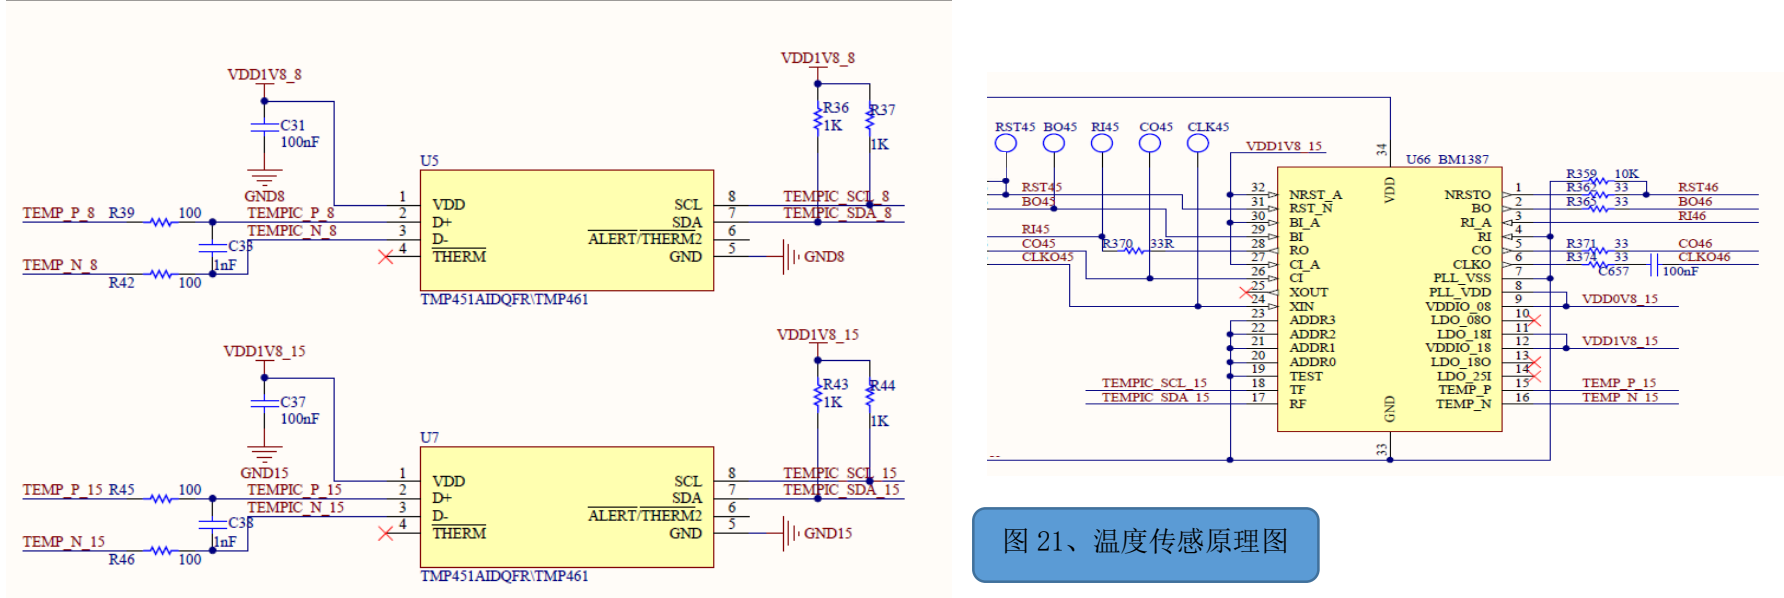 VDD1V8_8
C31
100nF
GND8
TEMP_P_8 R39 100 TEMPIC_P_8
TEMPIC_N_8
C33
1nF
TEMP_N_8
R42 100
U5
1 VDD
2 D+
3 D-
4 THERM
SCL 8
SDA 7
ALERT/THERM2 6
GND 5
TMP451AIDQFR\TMP461
VDD1V8_8
R36
1K
R37
1K
TEMPIC_SCL_8
TEMPIC_SDA_8
GND8
VDD1V8_15
C37
100nF
GND15
TEMP_P_15 R45 100 TEMPIC_P_15
TEMPIC_N_15
C38
1nF
TEMP_N_15
R46 100
U7
1 VDD
2 D+
3 D-
4 THERM
SCL 8
SDA 7
ALERT/THERM2 6
GND 5
TMP451AIDQFR\TMP461
VDD1V8_15
R43
1K
R44
1K
TEMPIC_SCL_15
TEMPIC_SDA_15
GND15
RST45 BO45 RI45 CO45 CLK45
VDD1V8_15
34
U66 BM1387
VDD
RST45
BO45
RI45
CO45
CLKO45
R370 33R
32 NRST_A
31 RST_N
30 BI_A
29 BI
28 RO
27 CI_A
26 CI
25 XOUT
24 XIN
23 ADDR3
22 ADDR2
21 ADDR1
20 ADDR0
19 TEST
TEMPIC_SCL_15 18 TF
TEMPIC_SDA_15 17 RF
NRSTO 1
BO 2
RI_A 3
RI 4
CO 5
CLKO 6
PLL_VSS 7
PLL_VDD 8
VDDIO_08 9
LDO_08O 10
LDO_18I 11
VDDIO_18 12
LDO_18O 13
LDO_25I 14
TEMP_P 15 TEMP_P_15
TEMP_N 16 TEMP_N_15
GND
33
R359 10K
33 RST46
R365 33 BO46
RI46
R371 33 CO46
R374 33 CLKO46
C657 100nF
VDD0V8_15
VDD1V8_15
图 21、温度传感原理图